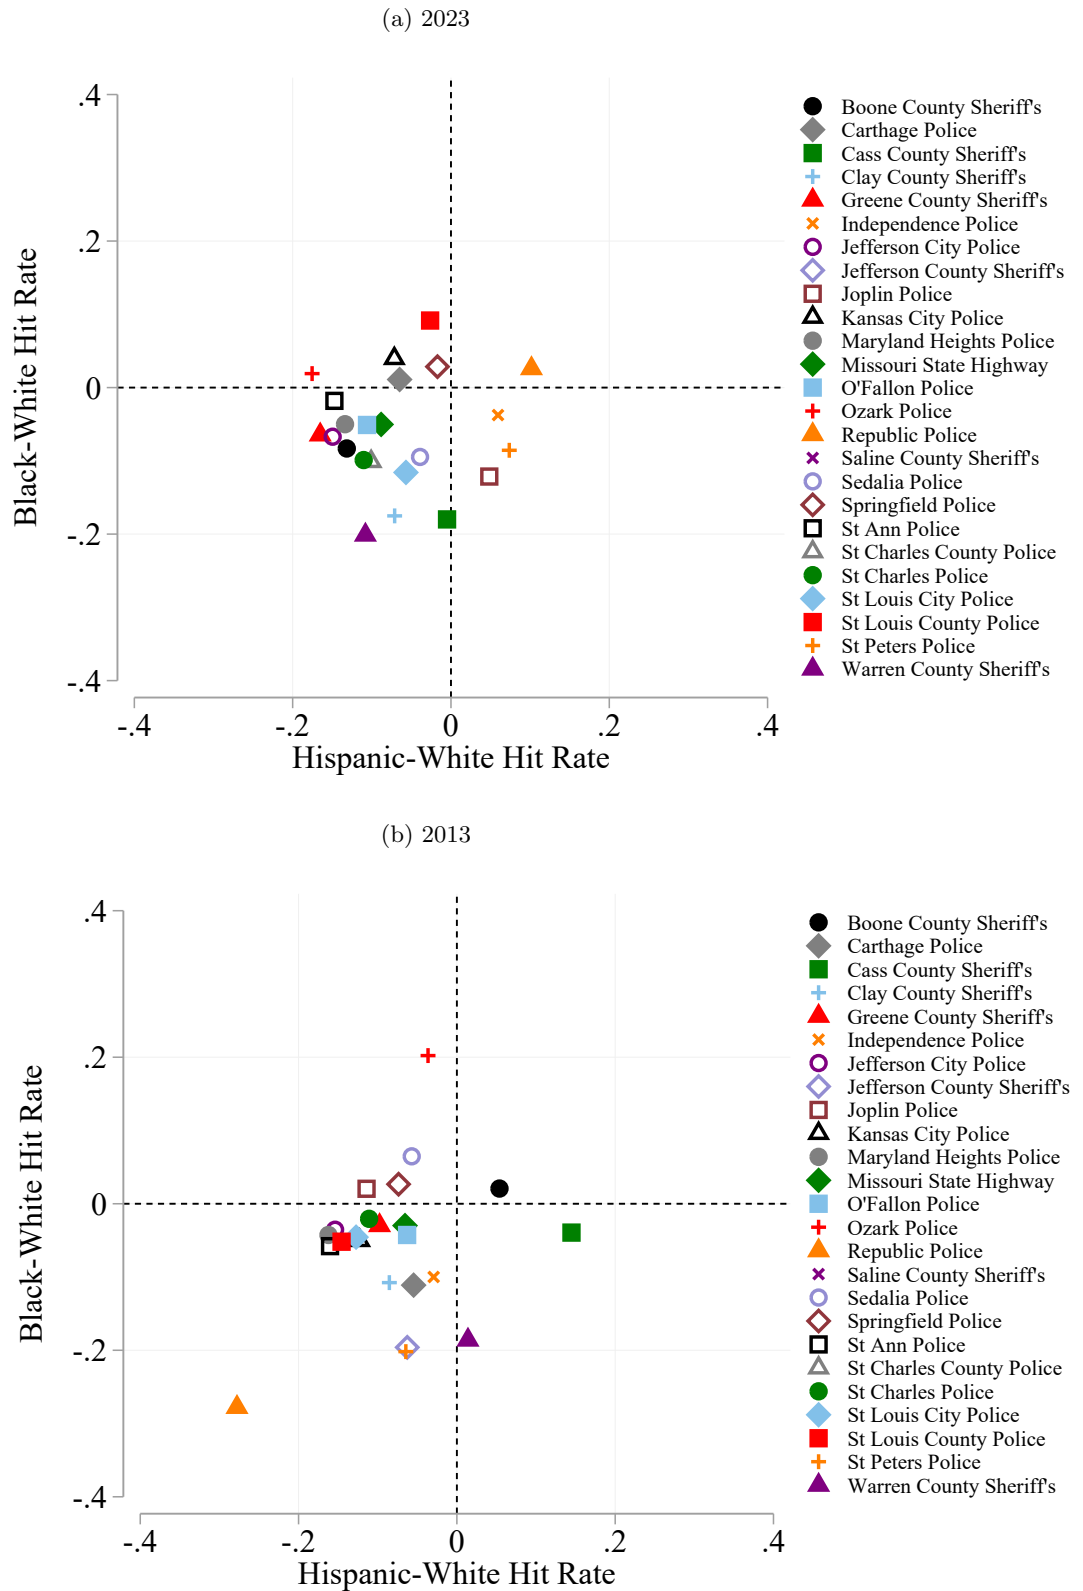 (a) 2023
.4
.2
0
-.2
-.4
Black-White Hit Rate
-.4
-.2
0
.2
.4
Hispanic-White Hit Rate
Boone County Sheriff's
Carthage Police
Cass County Sheriff's
Clay County Sheriff's
Greene County Sheriff's
Independence Police
Jefferson City Police
Jefferson County Sheriff's
Joplin Police
Kansas City Police
Maryland Heights Police
Missouri State Highway
O'Fallon Police
Ozark Police
Republic Police
Saline County Sheriff's
Sedalia Police
Springfield Police
St Ann Police
St Charles County Police
St Charles Police
St Louis City Police
St Louis County Police
St Peters Police
Warren County Sheriff's
(b) 2013
.4
.2
0
-.2
-.4
Black-White Hit Rate
-.4
-.2
0
.2
.4
Hispanic-White Hit Rate
Boone County Sheriff's
Carthage Police
Cass County Sheriff's
Clay County Sheriff's
Greene County Sheriff's
Independence Police
Jefferson City Police
Jefferson County Sheriff's
Joplin Police
Kansas City Police
Maryland Heights Police
Missouri State Highway
O'Fallon Police
Ozark Police
Republic Police
Saline County Sheriff's
Sedalia Police
Springfield Police
St Ann Police
St Charles County Police
St Charles Police
St Louis City Police
St Louis County Police
St Peters Police
Warren County Sheriff's